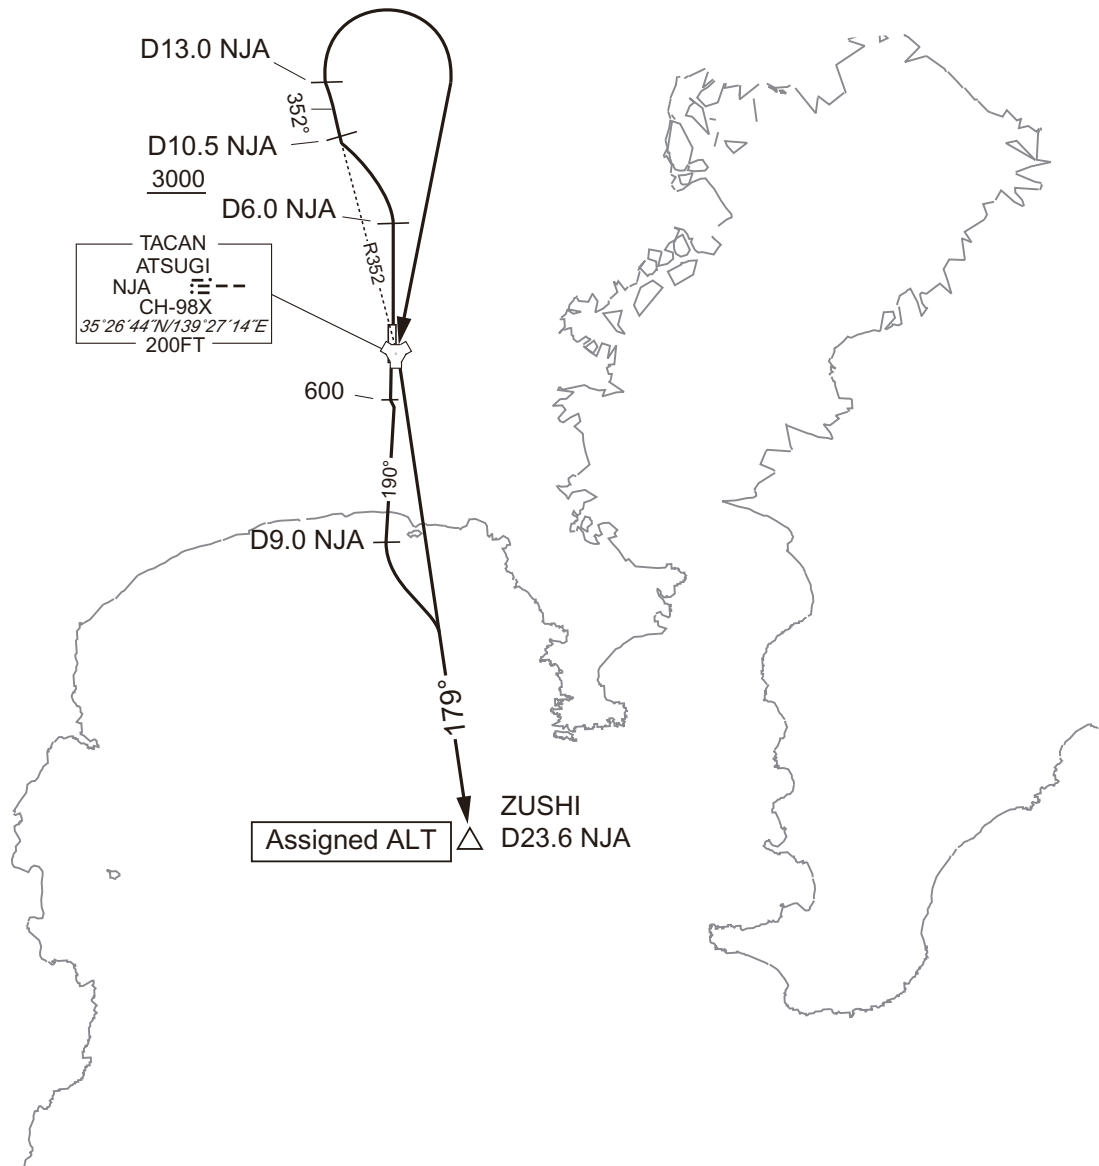 D13.0 NJA
352°
D10.5 NJA
3000
D6.0 NJA
R352
TACAN
ATSUGI
NJA
CH-98X
35°26´44˝N/139°27´14˝E
200FT
600
190°
D9.0 NJA
179°
ZUSHI
D23.6 NJA
Assigned ALT